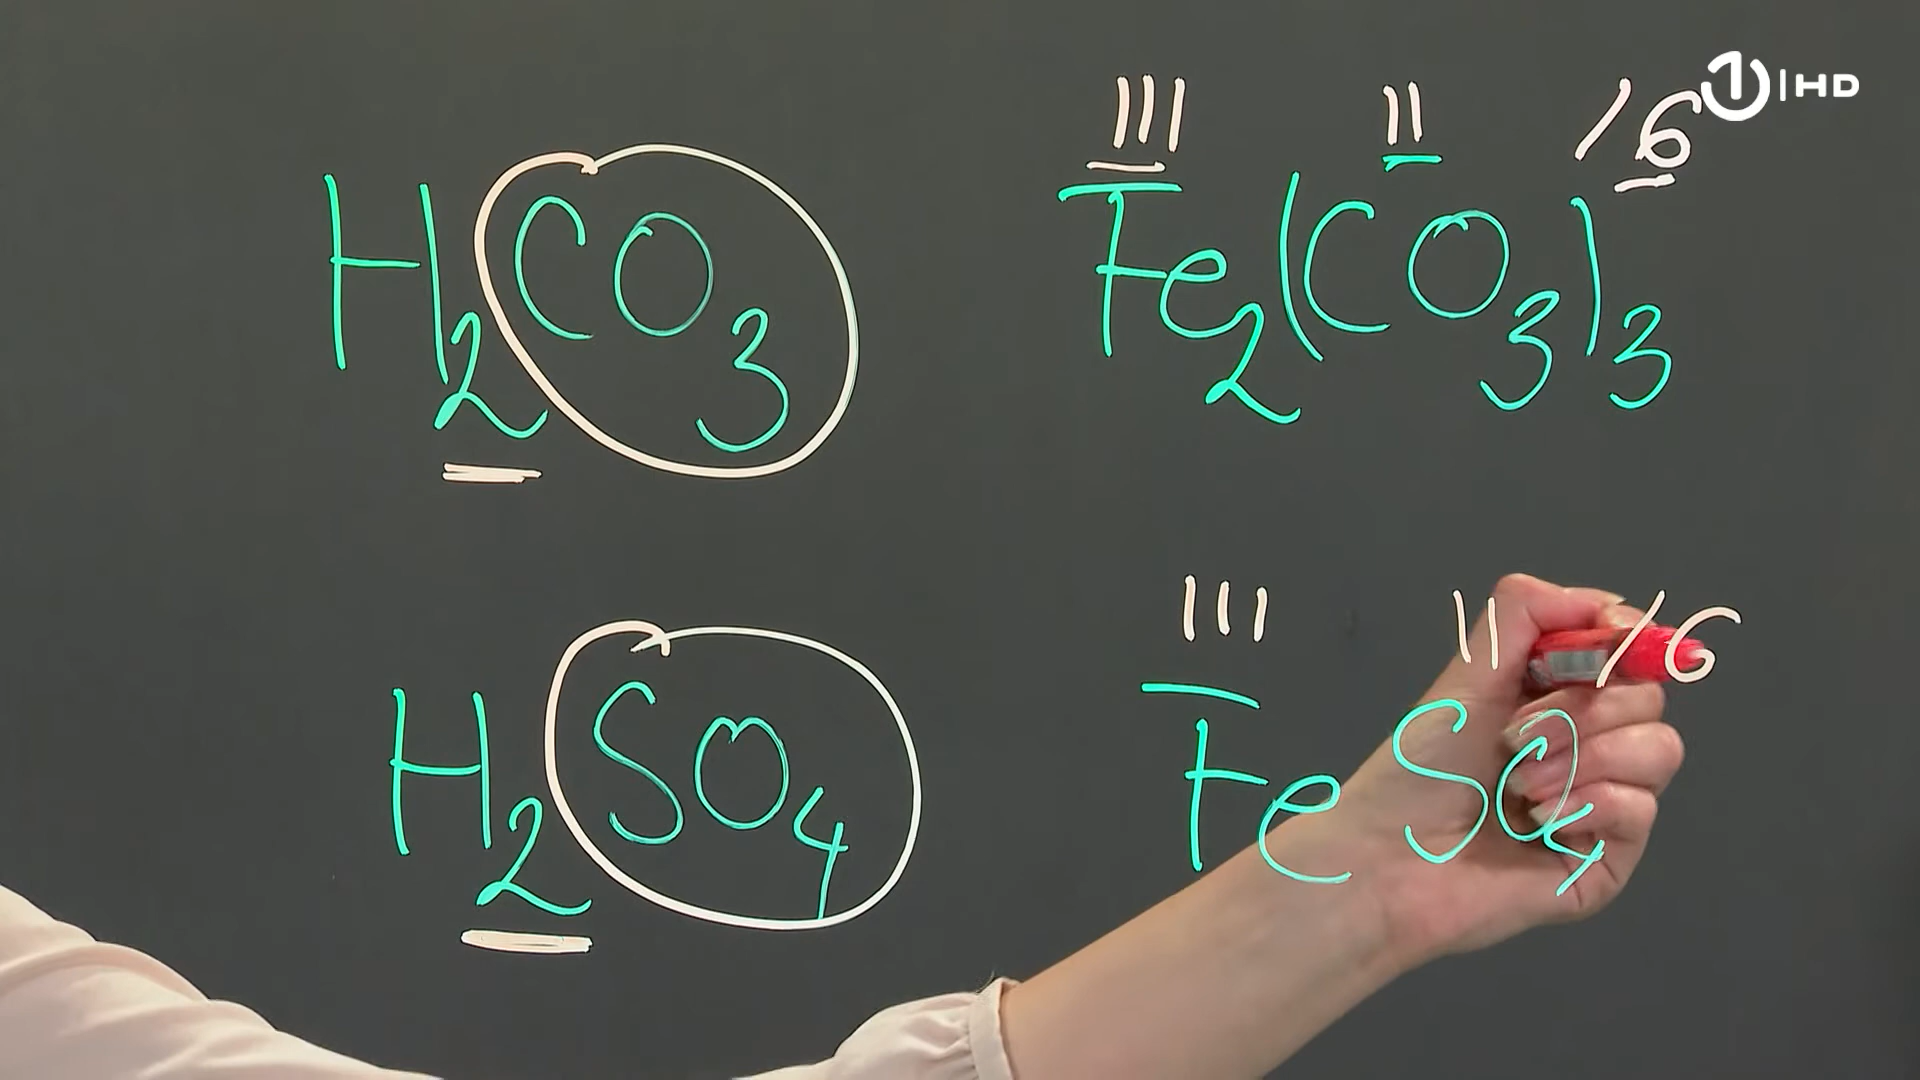 1 HD
III II /6
H2CO3 Fe2(CO3)3
III II /6
H2SO4 FeSO4